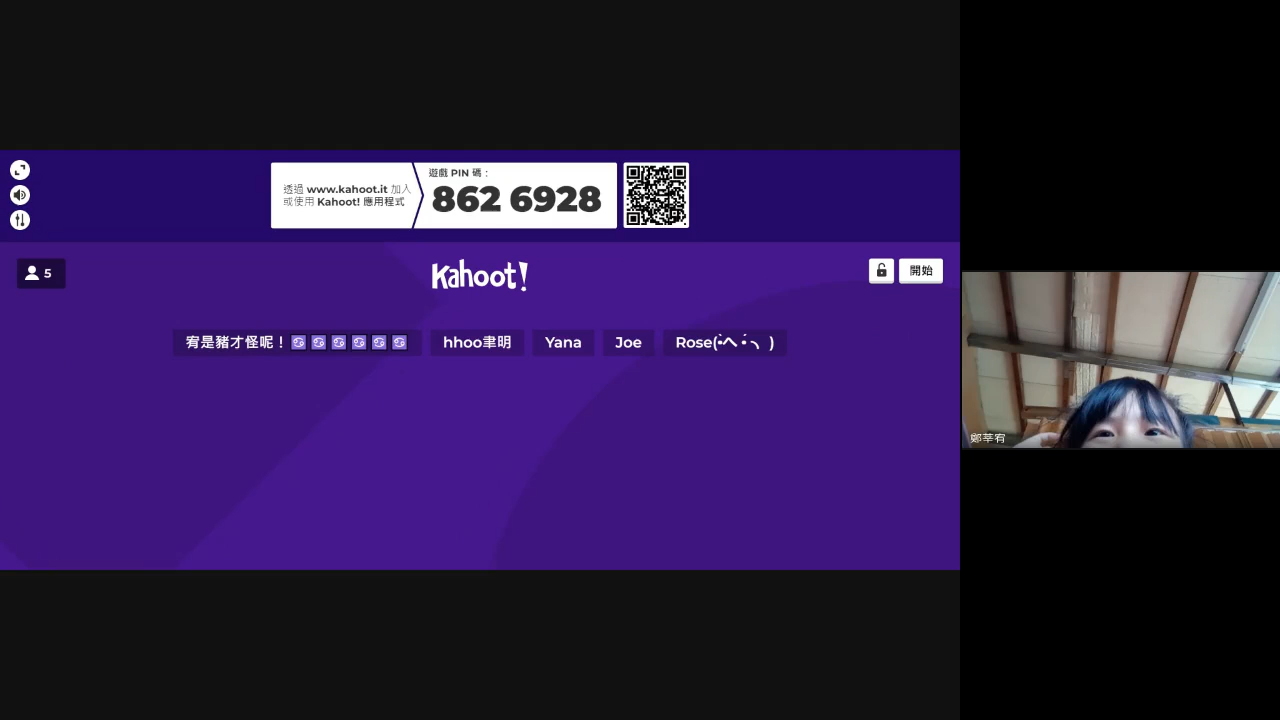 透過 www.kahoot.it 加入
或使用 Kahoot! 應用程式
遊戲 PIN 碼：
862 6928
5
Kahoot!
開始
宥是豬才怪呢！♋♋♋♋♋♋
hhoo聿明
Yana
Joe
Rose(•̀へ •́ ╮ )
鄭莘宥